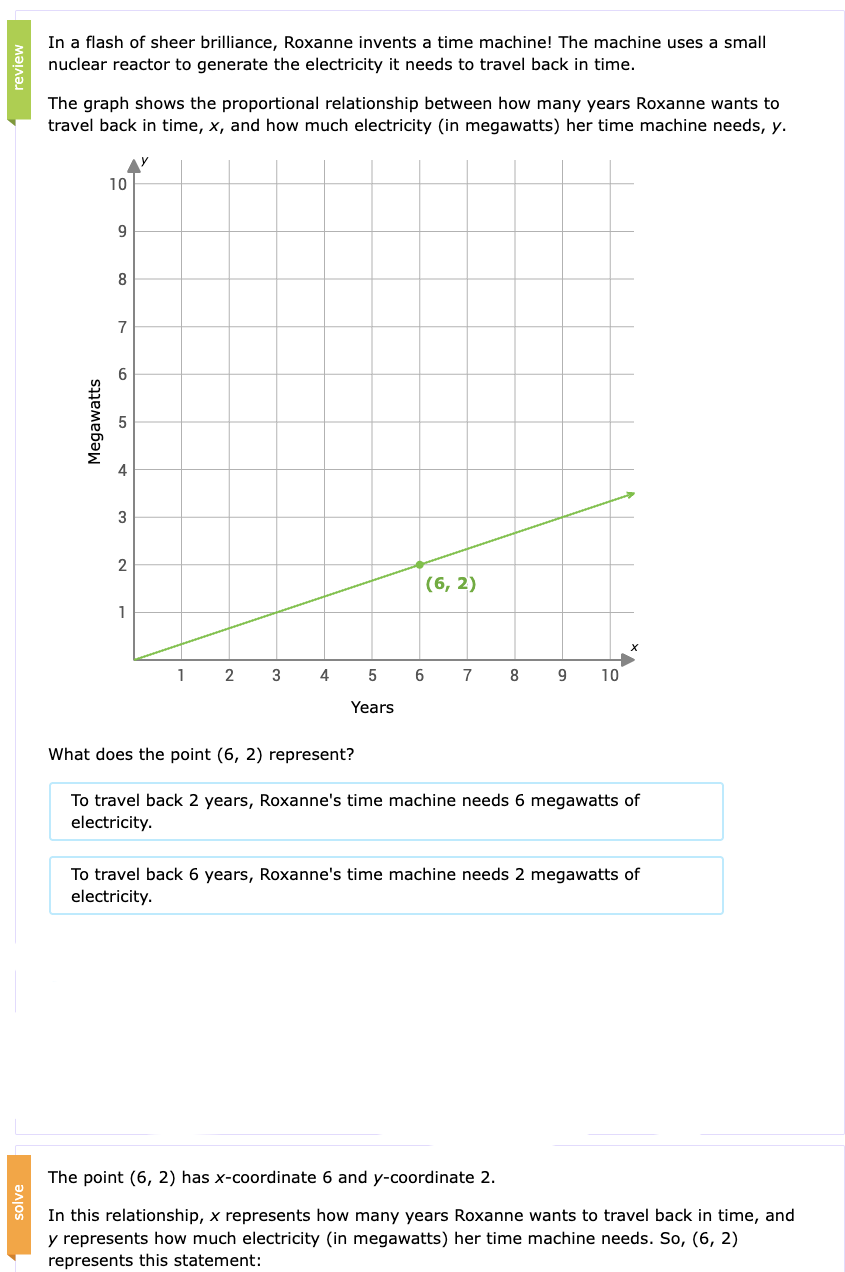 review
In a flash of sheer brilliance, Roxanne invents a time machine! The machine uses a small
nuclear reactor to generate the electricity it needs to travel back in time.
The graph shows the proportional relationship between how many years Roxanne wants to
travel back in time, x, and how much electricity (in megawatts) her time machine needs, y.
y
10
9
8
7
6
5
4
3
2
1
Megawatts
(6, 2)
x
1 2 3 4 5 6 7 8 9 10
Years
What does the point (6, 2) represent?
To travel back 2 years, Roxanne's time machine needs 6 megawatts of
electricity.
To travel back 6 years, Roxanne's time machine needs 2 megawatts of
electricity.
solve
The point (6, 2) has x-coordinate 6 and y-coordinate 2.
In this relationship, x represents how many years Roxanne wants to travel back in time, and
y represents how much electricity (in megawatts) her time machine needs. So, (6, 2)
represents this statement: